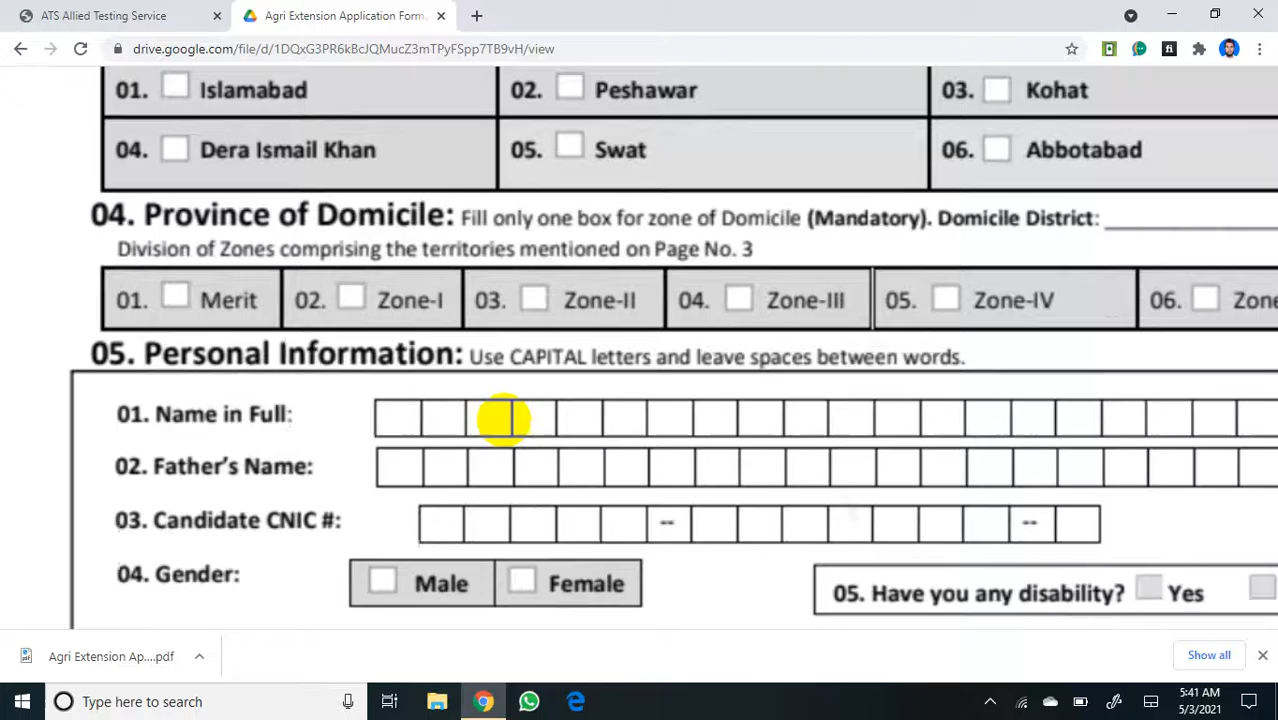 ATS Allied Testing Service
Agri Extension Application Form
drive.google.com/file/d/1DQxG3PR6kBcJQMucZ3mTPyFSpp7TB9vH/view
01. Islamabad 02. Peshawar 03. Kohat
04. Dera Ismail Khan 05. Swat 06. Abbotabad
04. Province of Domicile: Fill only one box for zone of Domicile (Mandatory). Domicile District:
Division of Zones comprising the territories mentioned on Page No. 3
01. Merit 02. Zone-I 03. Zone-II 04. Zone-III 05. Zone-IV 06. Zone
05. Personal Information: Use CAPITAL letters and leave spaces between words.
01. Name in Full:
02. Father's Name:
03. Candidate CNIC #: -- --
04. Gender: Male Female 05. Have you any disability? Yes
Agri Extension Ap....pdf Show all
Type here to search
5:41 AM
5/3/2021